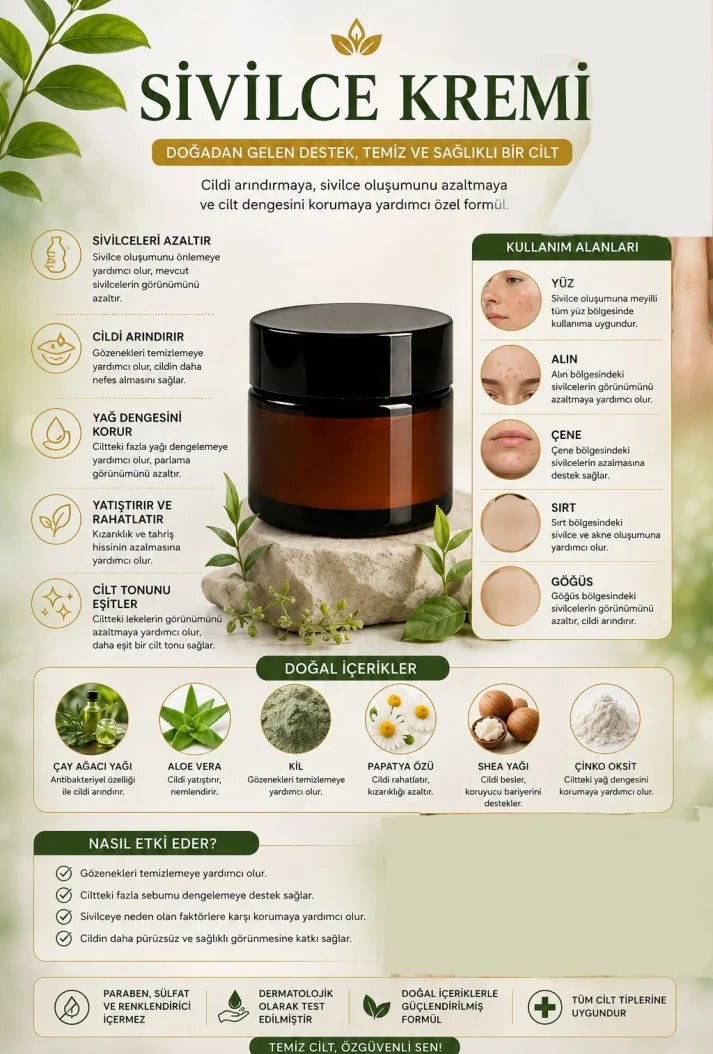 SİVİLCE KREMİ
DOĞADAN GELEN DESTEK, TEMİZ VE SAĞLIKLI BİR CİLT
Cildi arındırmaya, sivilce oluşumunu azaltmaya
ve cilt dengesini korumaya yardımcı özel formül.
SİVİLCELERİ AZALTIR
Sivilce oluşumunu önlemeye
yardımcı olur, mevcut
sivilcelerin görünümünü
azaltır.
CİLDİ ARINDIRIR
Gözenekleri temizlemeye
yardımcı olur, cildin daha
nefes almasını sağlar.
YAĞ DENGESİNİ
KORUR
Ciltteki fazla yağı dengelemeye
yardımcı olur, parlama
görünümünü azaltır.
YATIŞTIRIR VE
RAHATLATIR
Kızarıklık ve tahriş
hissinin azalmasına
yardımcı olur.
CİLT TONUNU
EŞİTLER
Ciltteki lekelerin görünümünü
azaltmaya yardımcı olur,
daha eşit bir cilt tonu sağlar.
KULLANIM ALANLARI
YÜZ
Sivilce oluşumuna meyilli
tüm yüz bölgesinde
kullanıma uygundur.
ALIN
Alın bölgesindeki
sivilcelerin görünümünü
azaltmaya yardımcı olur.
ÇENE
Çene bölgesindeki
sivilcelerin azalmasına
destek sağlar.
SIRT
Sırt bölgesindeki
sivilce ve akne oluşumuna
yardımcı olur.
GÖĞÜS
Göğüs bölgesindeki
sivilcelerin görünümünü
azaltır, cildi arındırır.
DOĞAL İÇERİKLER
ÇAY AĞACI YAĞI
Antibakteriyel özelliği
ile cildi arındırır.
ALOE VERA
Cildi yatıştırır,
nemlendirir.
KİL
Gözenekleri temizlemeye
yardımcı olur.
PAPATYA ÖZÜ
Cildi rahatlatır,
kızarıklığı azaltır.
SHEA YAĞI
Cildi besler,
koruyucu bariyerini
destekler.
ÇİNKO OKSİT
Ciltteki yağ dengesini
korumaya yardımcı olur.
NASIL ETKİ EDER?
Gözenekleri temizlemeye yardımcı olur.
Ciltteki fazla sebumu dengelemeye destek sağlar.
Sivilceye neden olan faktörlere karşı korumaya yardımcı olur.
Cildin daha pürüzsüz ve sağlıklı görünmesine katkı sağlar.
PARABEN, SÜLFAT
VE RENKLENDİRİCİ
İÇERMEZ
DERMATOLOJİK
OLARAK TEST
EDİLMİŞTİR
DOĞAL İÇERİKLERLE
GÜÇLENDİRİLMİŞ
FORMÜL
TÜM CİLT TİPLERİNE
UYGUNDUR
TEMİZ CİLT, ÖZGÜVENLİ SEN!